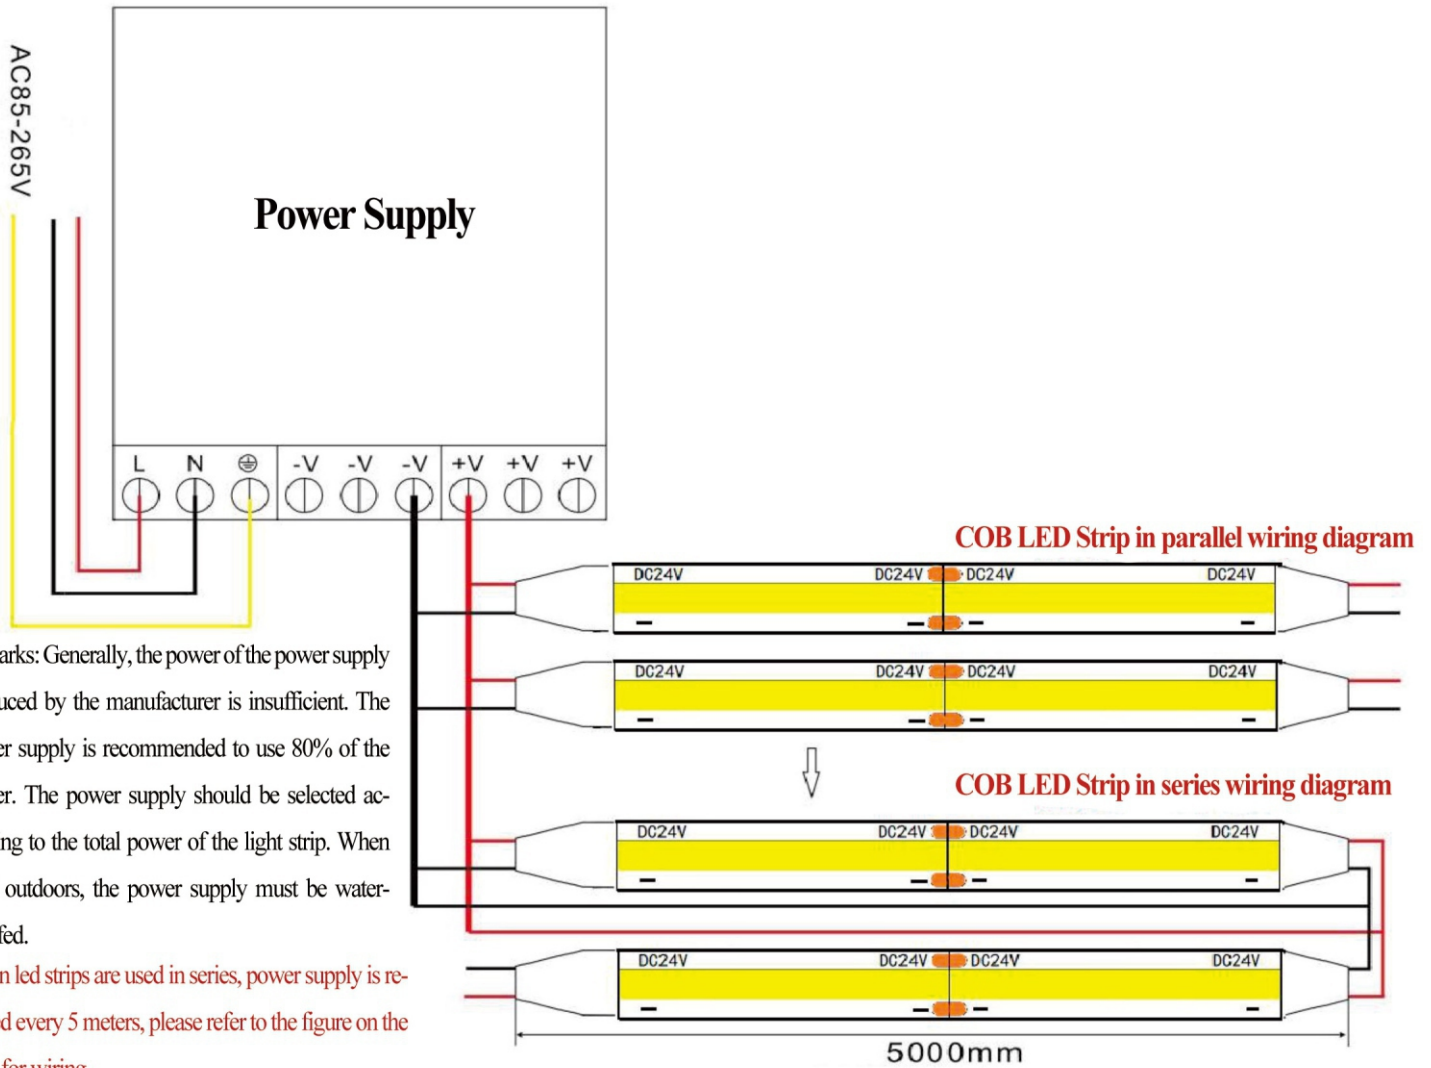 AC85-265V
Power Supply
L N -V -V -V +V +V +V
COB LED Strip in parallel wiring diagram
DC24V DC24V DC24V DC24V
— — — —
DC24V DC24V DC24V DC24V
— — — —
COB LED Strip in series wiring diagram
DC24V DC24V DC24V DC24V
— — — —
DC24V DC24V DC24V DC24V
— — — —
5000mm
arks: Generally, the power of the power supply
uced by the manufacturer is insufficient. The
er supply is recommended to use 80% of the
er. The power supply should be selected ac-
ng to the total power of the light strip. When
outdoors, the power supply must be water-
fed.
n led strips are used in series, power supply is re-
ed every 5 meters, please refer to the figure on the
for wiring